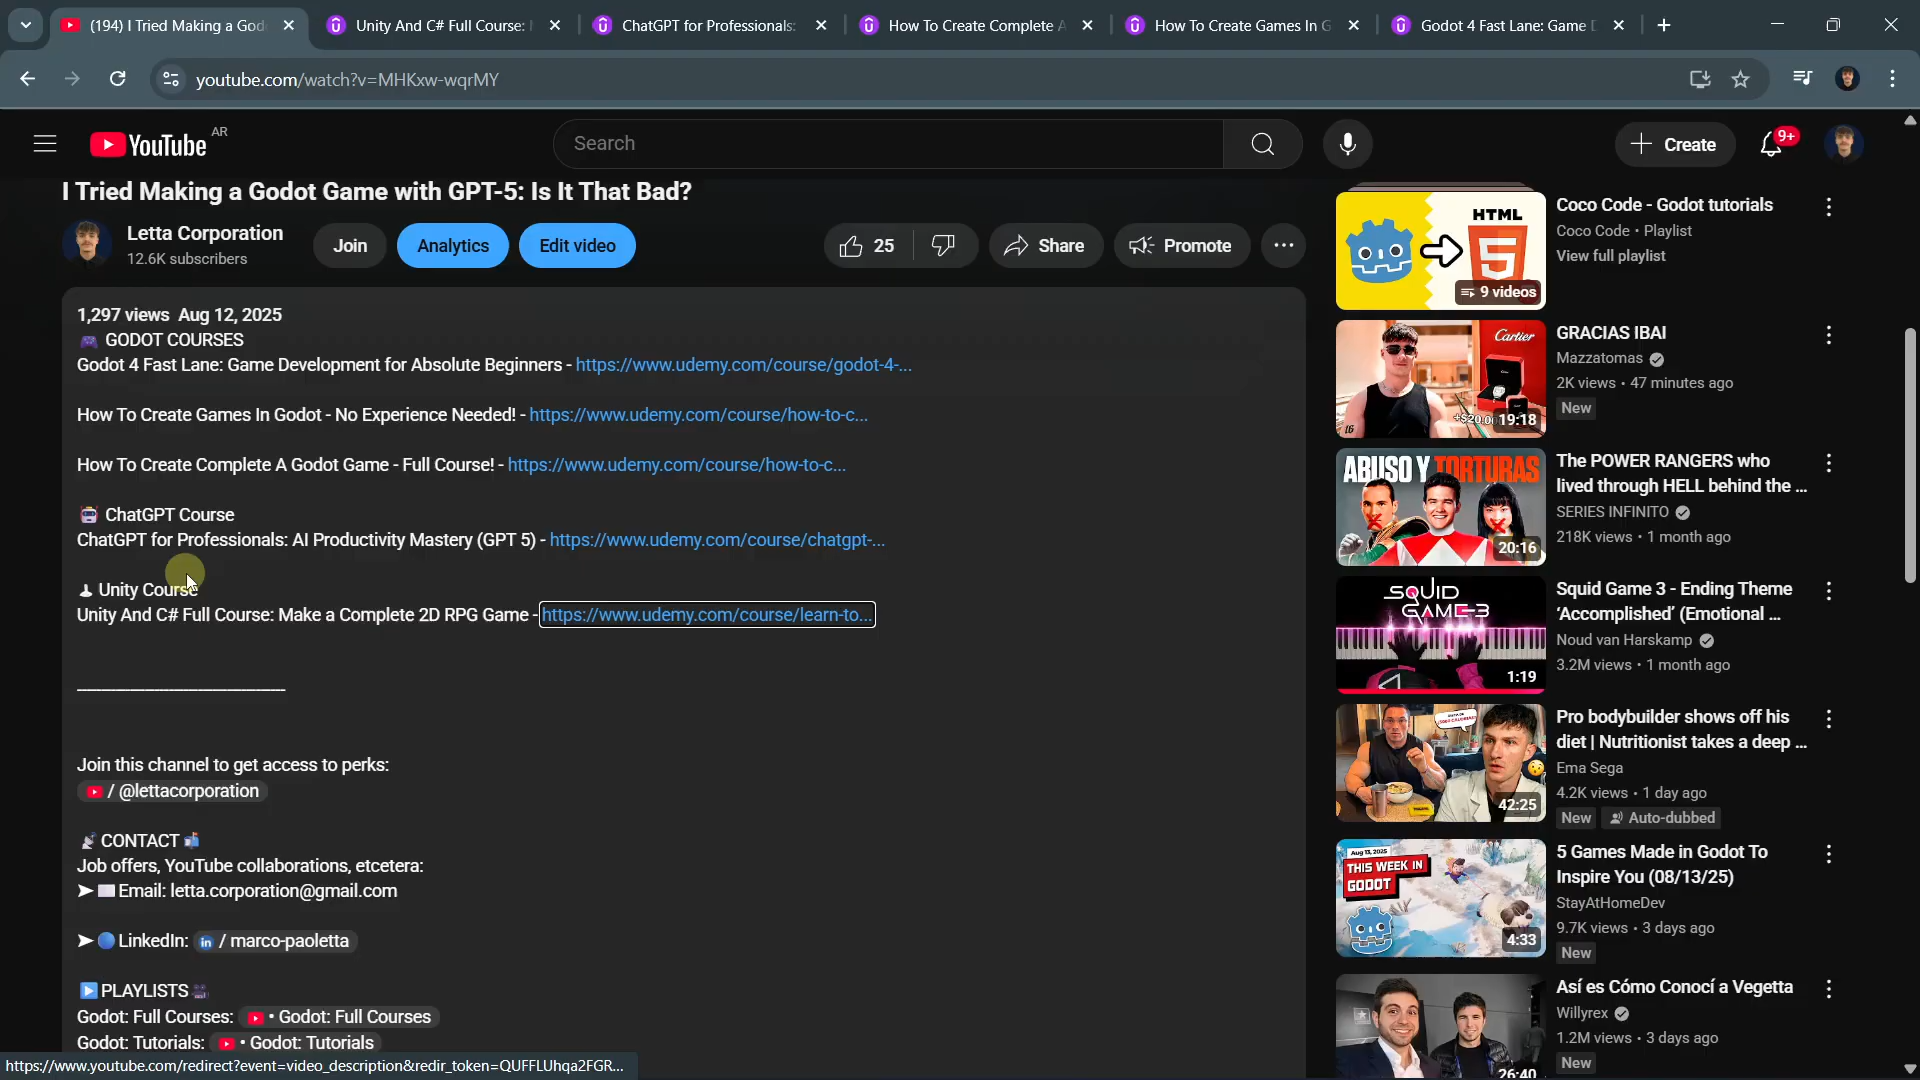 (194) I Tried Making a God
Unity And C# Full Course:
ChatGPT for Professionals:
How To Create Complete A
How To Create Games In G
Godot 4 Fast Lane: Game D
youtube.com/watch?v=MHKxw-wqrMY
YouTube AR
Search
Create
9+
I Tried Making a Godot Game with GPT-5: Is It That Bad?
Letta Corporation
12.6K subscribers
Join
Analytics
Edit video
25
Share
Promote
1,297 views Aug 12, 2025
🎮 GODOT COURSES
Godot 4 Fast Lane: Game Development for Absolute Beginners - https://www.udemy.com/course/godot-4-...
How To Create Games In Godot - No Experience Needed! - https://www.udemy.com/course/how-to-c...
How To Create Complete A Godot Game - Full Course! - https://www.udemy.com/course/how-to-c...
🤖 ChatGPT Course
ChatGPT for Professionals: AI Productivity Mastery (GPT 5) - https://www.udemy.com/course/chatgpt-...
Unity Course
Unity And C# Full Course: Make a Complete 2D RPG Game - https://www.udemy.com/course/learn-to...
Join this channel to get access to perks:
/ @lettacorporation
📡 CONTACT 📬
Job offers, YouTube collaborations, etcetera:
➤ Email: letta.corporation@gmail.com
➤ 🔵 LinkedIn: in / marco-paoletta
▶️ PLAYLISTS 🎥
Godot: Full Courses: • Godot: Full Courses
Godot: Tutorials: • Godot: Tutorials
https://www.youtube.com/redirect?event=video_description&redir_token=QUFFLUhqa2FGR...
HTML
5
9 videos
Coco Code - Godot tutorials
Coco Code • Playlist
View full playlist
Cartier
19:18
GRACIAS IBAI
Mazzatomas
2K views • 47 minutes ago
New
ABUSO Y TORTURAS
20:16
The POWER RANGERS who
lived through HELL behind the ...
SERIES INFINITO
218K views • 1 month ago
SQUID
GAME-3
1:19
Squid Game 3 - Ending Theme
‘Accomplished’ (Emotional ...
Noud van Harskamp
3.2M views • 1 month ago
42:25
Pro bodybuilder shows off his
diet | Nutritionist takes a deep ...
Ema Sega
4.2K views • 1 day ago
New
Auto-dubbed
Aug 13, 2025
THIS WEEK IN
GODOT
4:33
5 Games Made in Godot To
Inspire You (08/13/25)
StayAtHomeDev
9.7K views • 3 days ago
New
26:40
Así es Cómo Conocí a Vegetta
Willyrex
1.2M views • 3 days ago
New